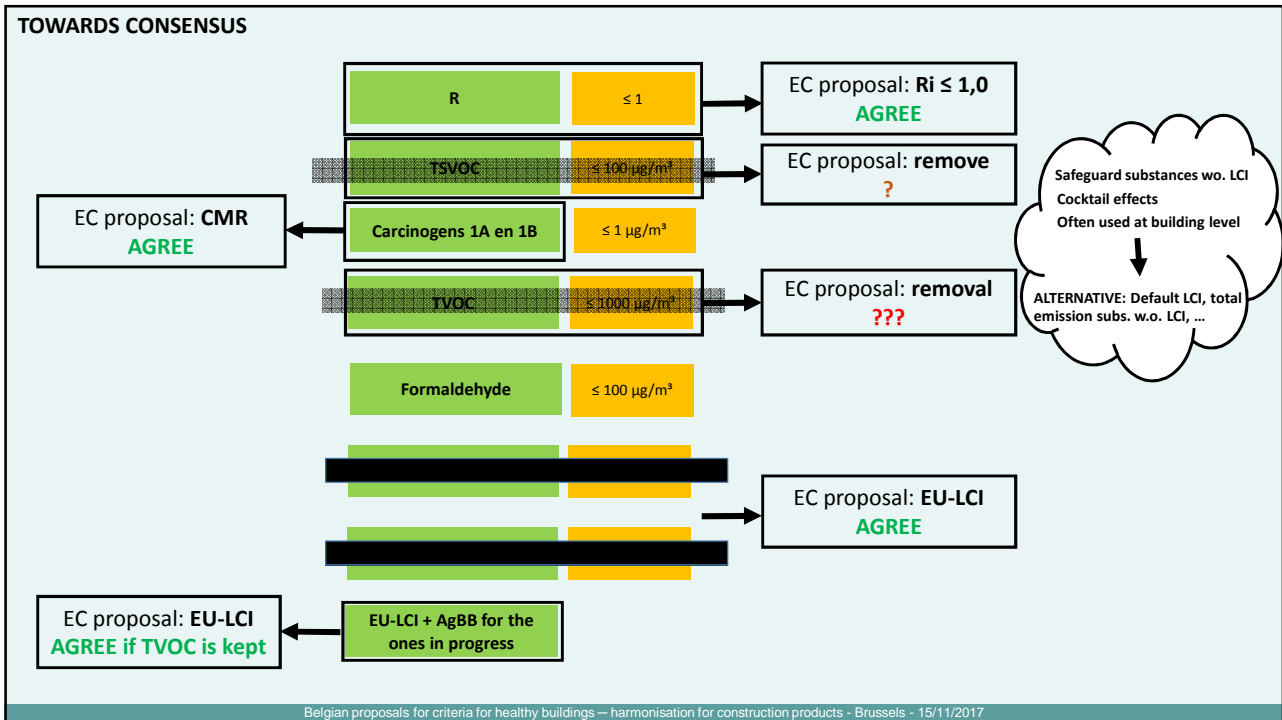 TOWARDS CONSENSUS
R
≤ 1
EC proposal: Ri ≤ 1,0
AGREE
TSVOC
≤ 100 µg/m³
EC proposal: remove
?
Safeguard substances wo. LCI
Cocktail effects
Often used at building level
ALTERNATIVE: Default LCI, total
emission subs. w.o. LCI, ...
EC proposal: CMR
AGREE
Carcinogens 1A en 1B
≤ 1 µg/m³
TVOC
≤ 1000 µg/m³
EC proposal: removal
???
Formaldehyde
≤ 100 µg/m³
EC proposal: EU-LCI
AGREE
EC proposal: EU-LCI
AGREE if TVOC is kept
EU-LCI + AgBB for the
ones in progress
Belgian proposals for criteria for healthy buildings — harmonisation for construction products - Brussels - 15/11/2017